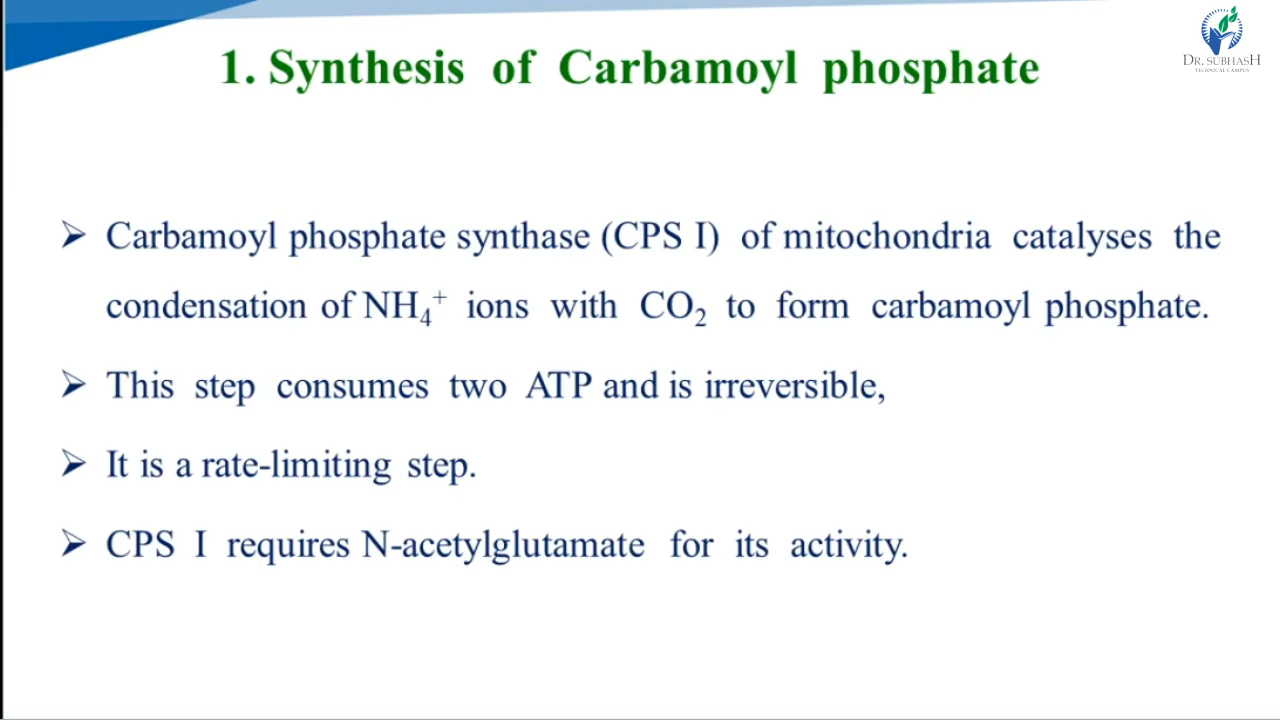 DR. SUBHASH
TECHNICAL CAMPUS
1. Synthesis of Carbamoyl phosphate
➢ Carbamoyl phosphate synthase (CPS I) of mitochondria catalyses the
condensation of NH₄⁺ ions with CO₂ to form carbamoyl phosphate.
➢ This step consumes two ATP and is irreversible,
➢ It is a rate-limiting step.
➢ CPS I requires N-acetylglutamate for its activity.